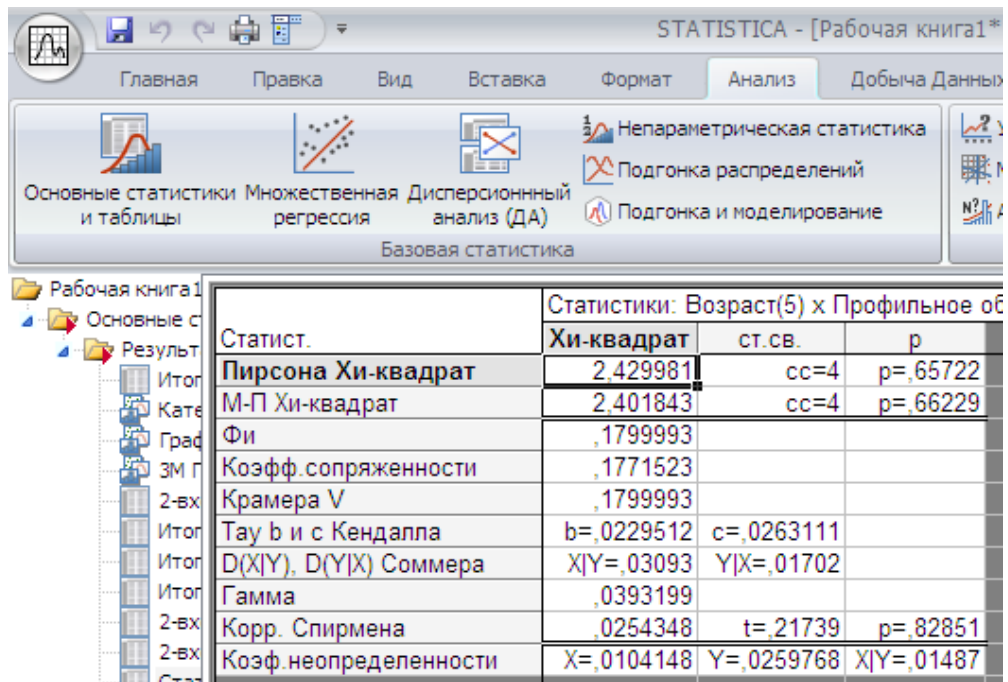 STATISTICA - [Рабочая книга1*
Главная Правка Вид Вставка Формат Анализ Добыча Данных
Основные статистики и таблицы
Множественная регрессия
Дисперсионнный анализ (ДА)
Непараметрическая статистика
Подгонка распределений
Подгонка и моделирование
Базовая статистика
Рабочая книга1
Основные с
Результ
Итог
Кате
Граф
3М П
2-вх
Итог
Итог
Итог
2-вх
2-вх
Статист. Статистики: Возраст(5) x Профильное об
Хи-квадрат ст.св. p
Пирсона Хи-квадрат 2,429981 cc=4 p=,65722
М-П Хи-квадрат 2,401843 cc=4 p=,66229
Фи ,1799993
Коэфф.сопряженности ,1771523
Крамера V ,1799993
Тау b и c Кендалла b=,0229512 c=,0263111
D(X|Y), D(Y|X) Соммера X|Y=,03093 Y|X=,01702
Гамма ,0393199
Корр. Спирмена ,0254348 t=,21739 p=,82851
Коэф.неопределенности X=,0104148 Y=,0259768 X|Y=,01487